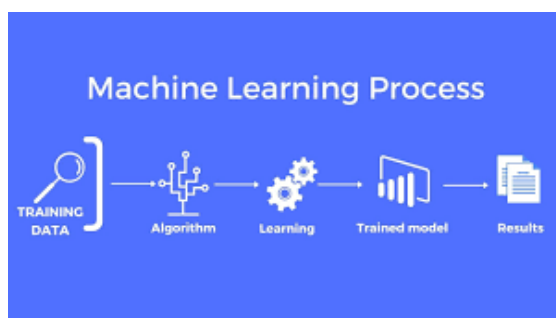 Machine Learning Process
TRAINING
DATA
Algorithm
Learning
Trained model
Results